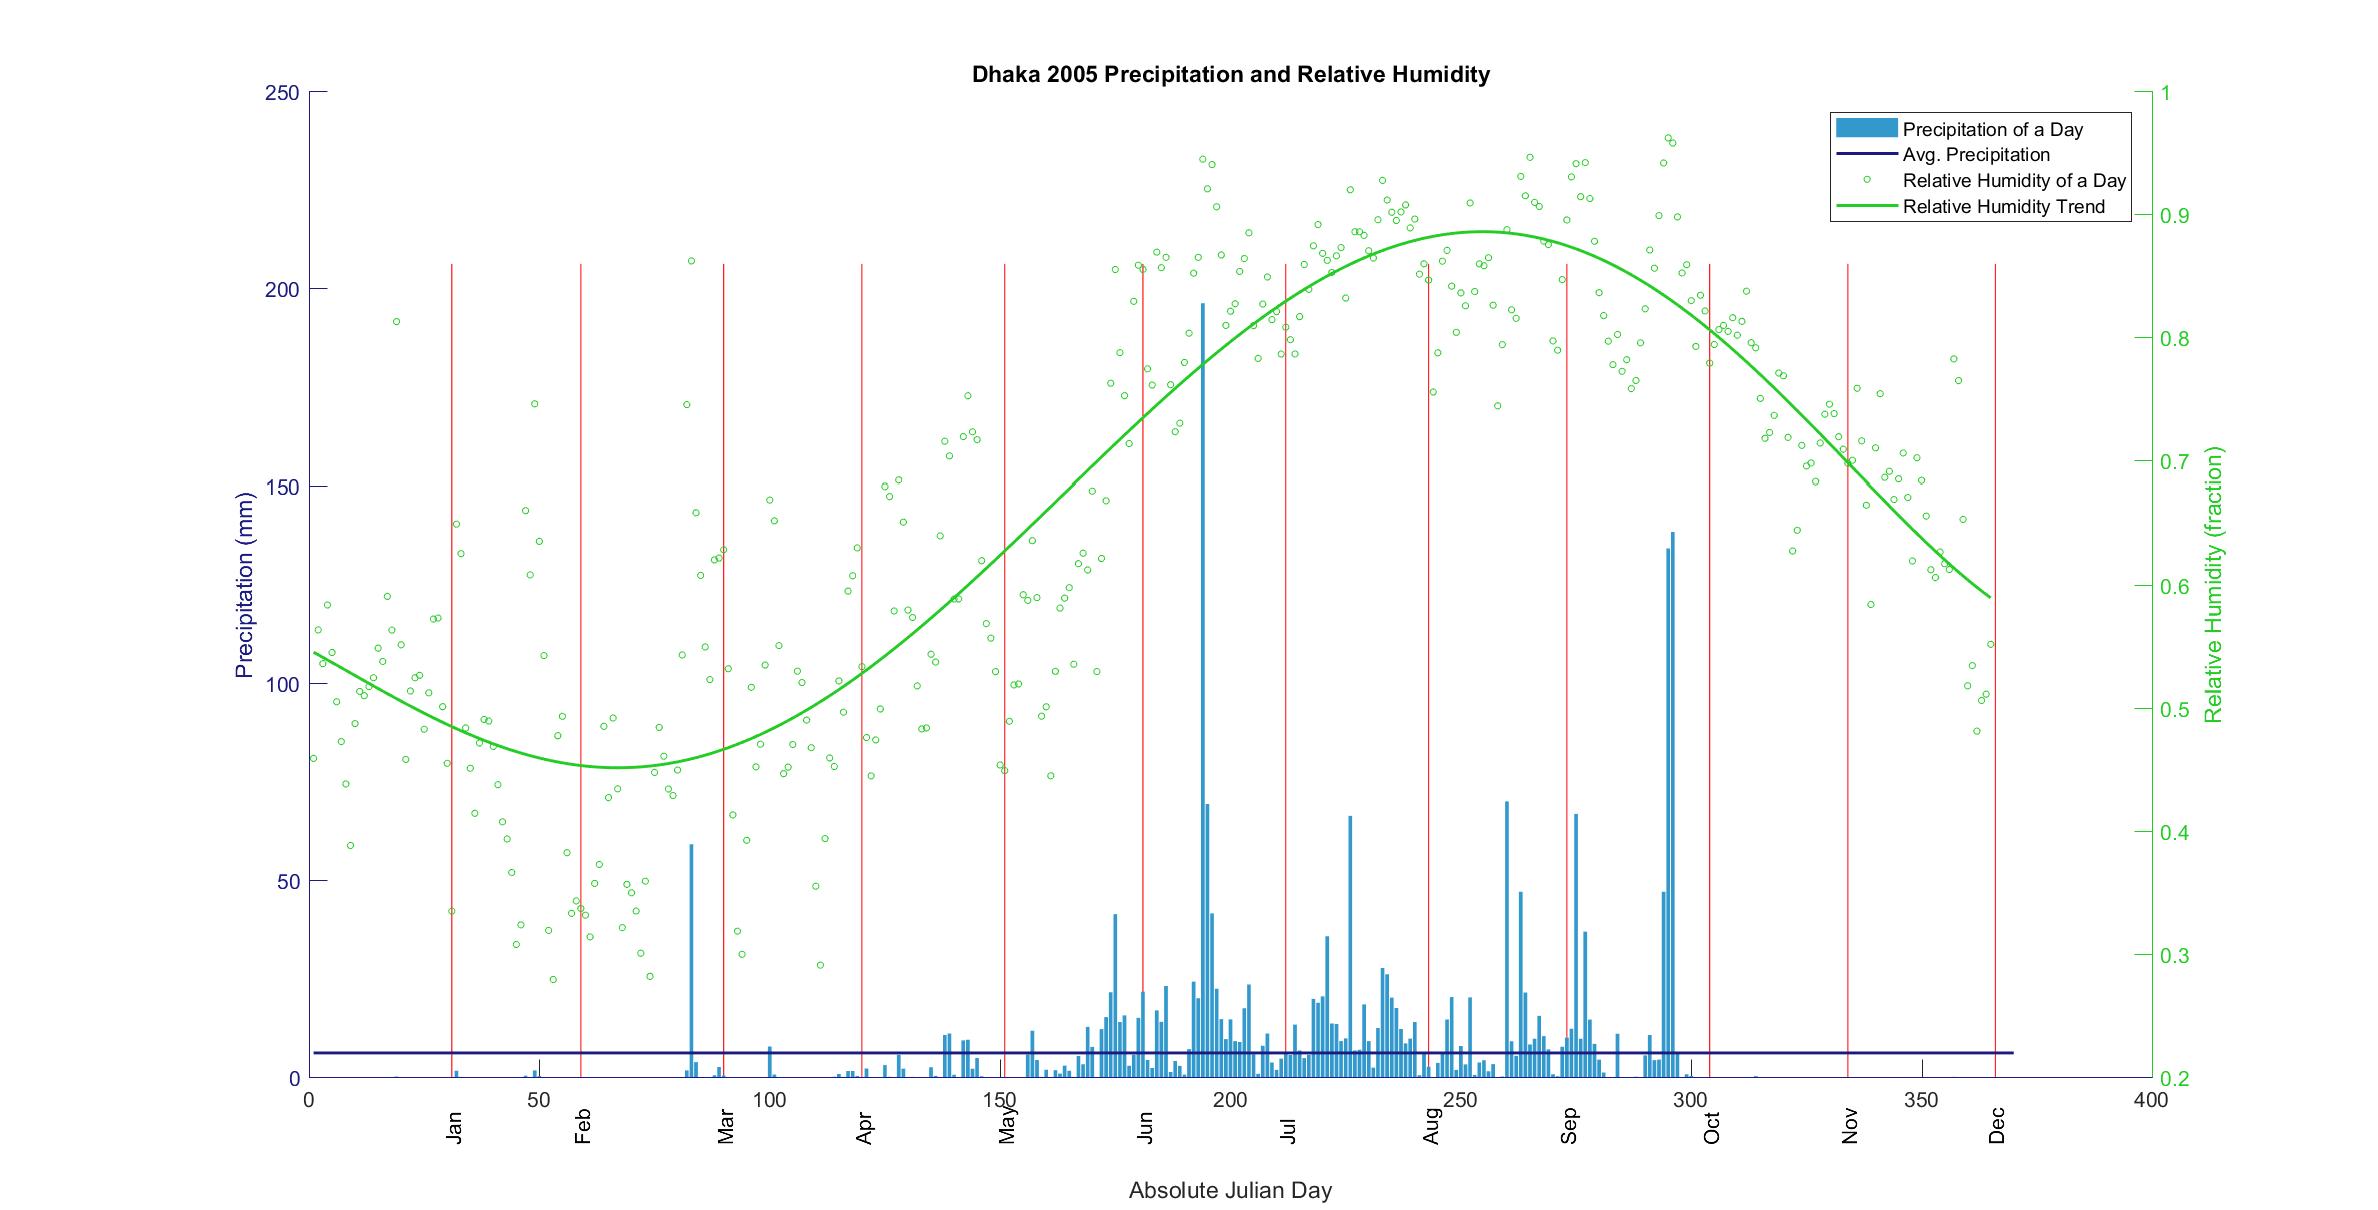 Dhaka 2005 Precipitation and Relative Humidity
250
200
150
100
50
0
Precipitation (mm)
1
0.9
0.8
0.7
0.6
0.5
0.4
0.3
0.2
Relative Humidity (fraction)
Precipitation of a Day
Avg. Precipitation
Relative Humidity of a Day
Relative Humidity Trend
0 50 100 150 200 250 300 350 400
Jan Feb Mar Apr May Jun Jul Aug Sep Oct Nov Dec
Absolute Julian Day